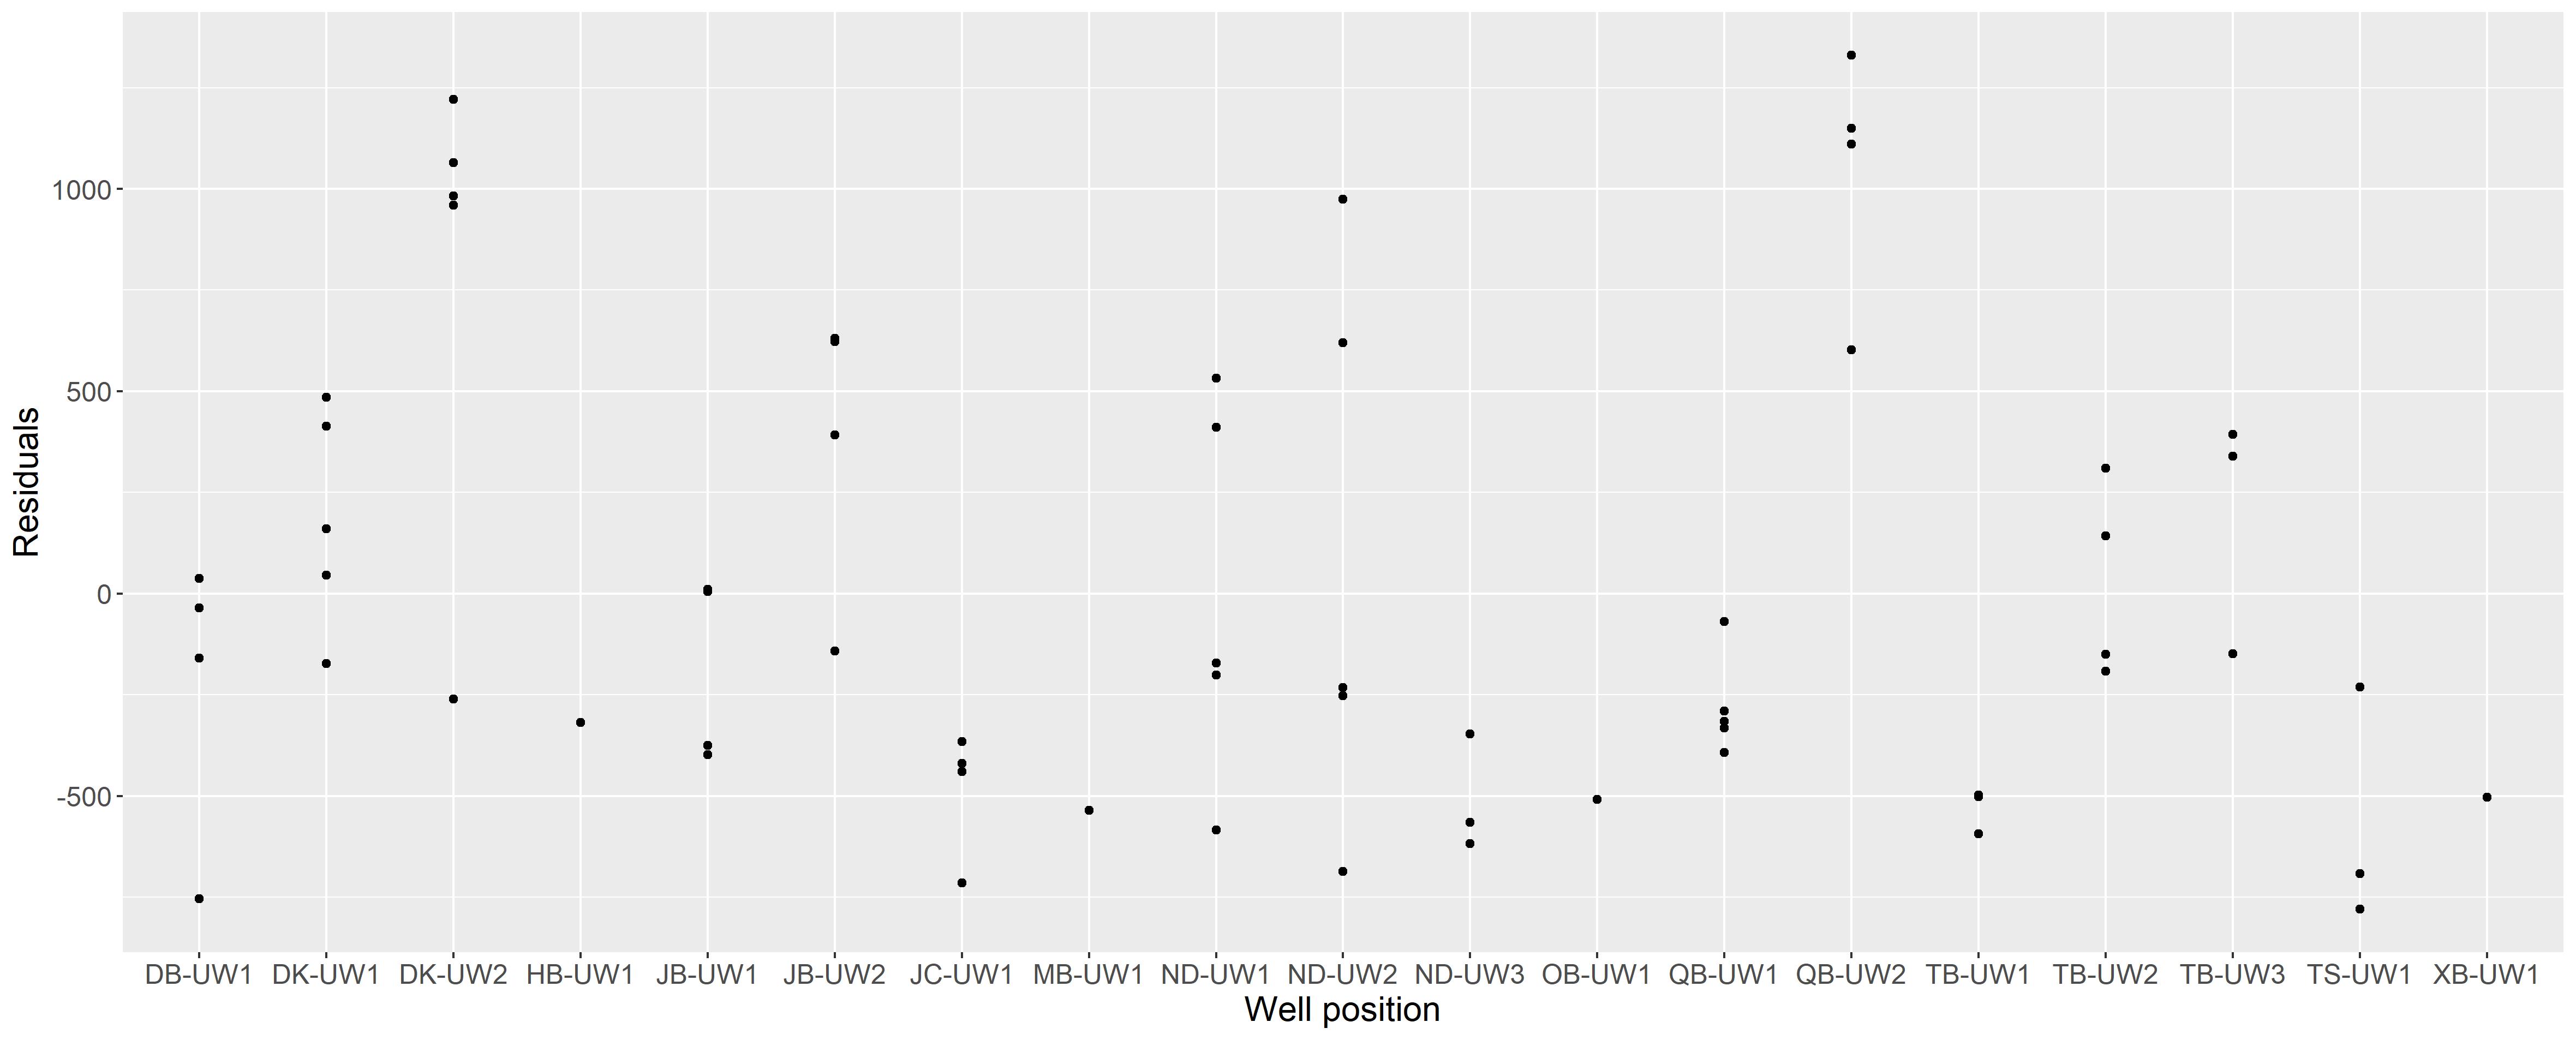 Residuals
1000
500
0
-500
DB-UW1 DK-UW1 DK-UW2 HB-UW1 JB-UW1 JB-UW2 JC-UW1 MB-UW1 ND-UW1 ND-UW2 ND-UW3 OB-UW1 QB-UW1 QB-UW2 TB-UW1 TB-UW2 TB-UW3 TS-UW1 XB-UW1
Well position